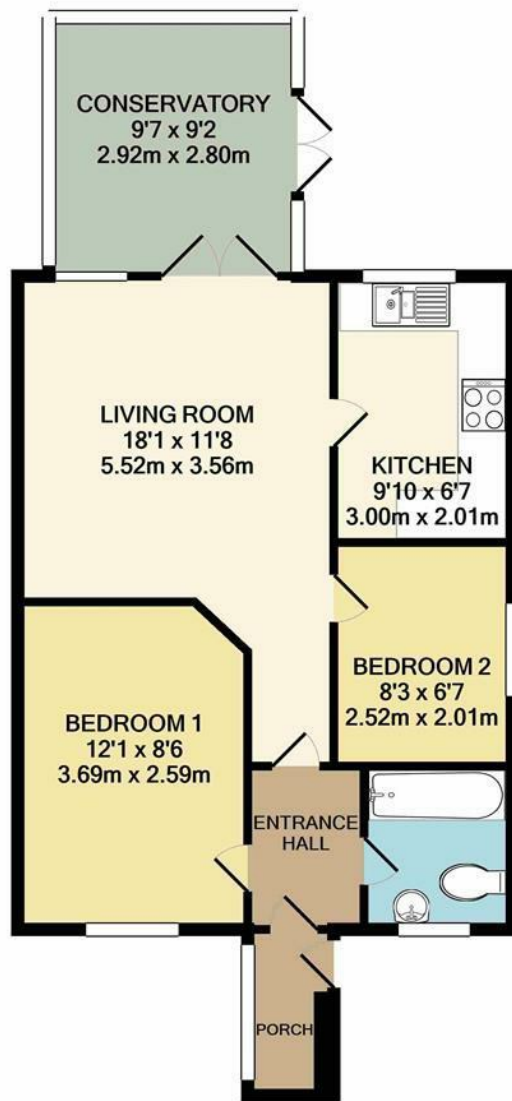 CONSERVATORY
9'7 x 9'2
2.92m x 2.80m
LIVING ROOM
18'1 x 11'8
5.52m x 3.56m
KITCHEN
9'10 x 6'7
3.00m x 2.01m
BEDROOM 2
8'3 x 6'7
2.52m x 2.01m
BEDROOM 1
12'1 x 8'6
3.69m x 2.59m
ENTRANCE
HALL
PORCH